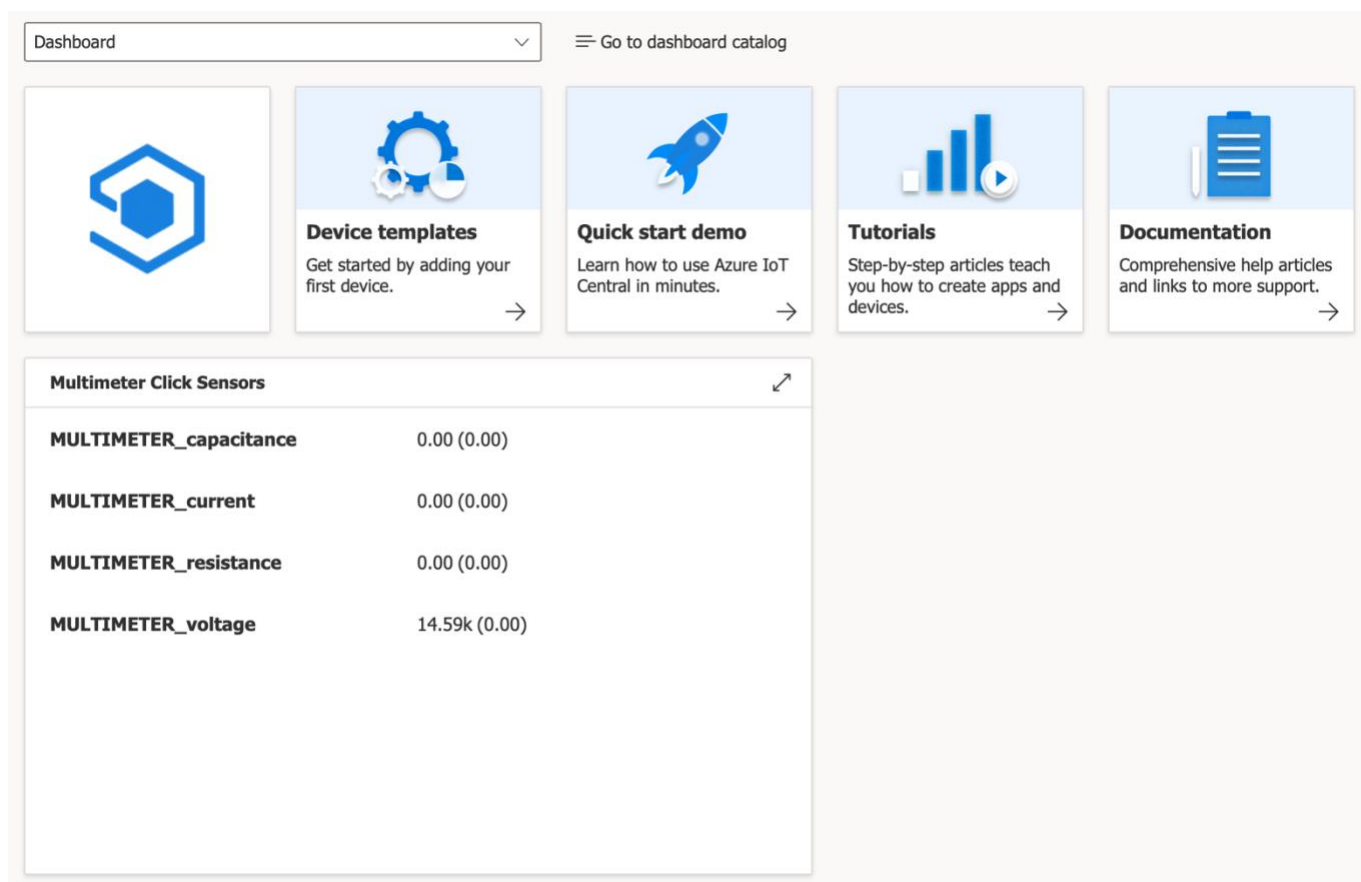 Dashboard
Go to dashboard catalog
Device templates
Get started by adding your
first device.
Quick start demo
Learn how to use Azure IoT
Central in minutes.
Tutorials
Step-by-step articles teach
you how to create apps and
devices.
Documentation
Comprehensive help articles
and links to more support.
Multimeter Click Sensors
MULTIMETER_capacitance 0.00 (0.00)
MULTIMETER_current 0.00 (0.00)
MULTIMETER_resistance 0.00 (0.00)
MULTIMETER_voltage 14.59k (0.00)